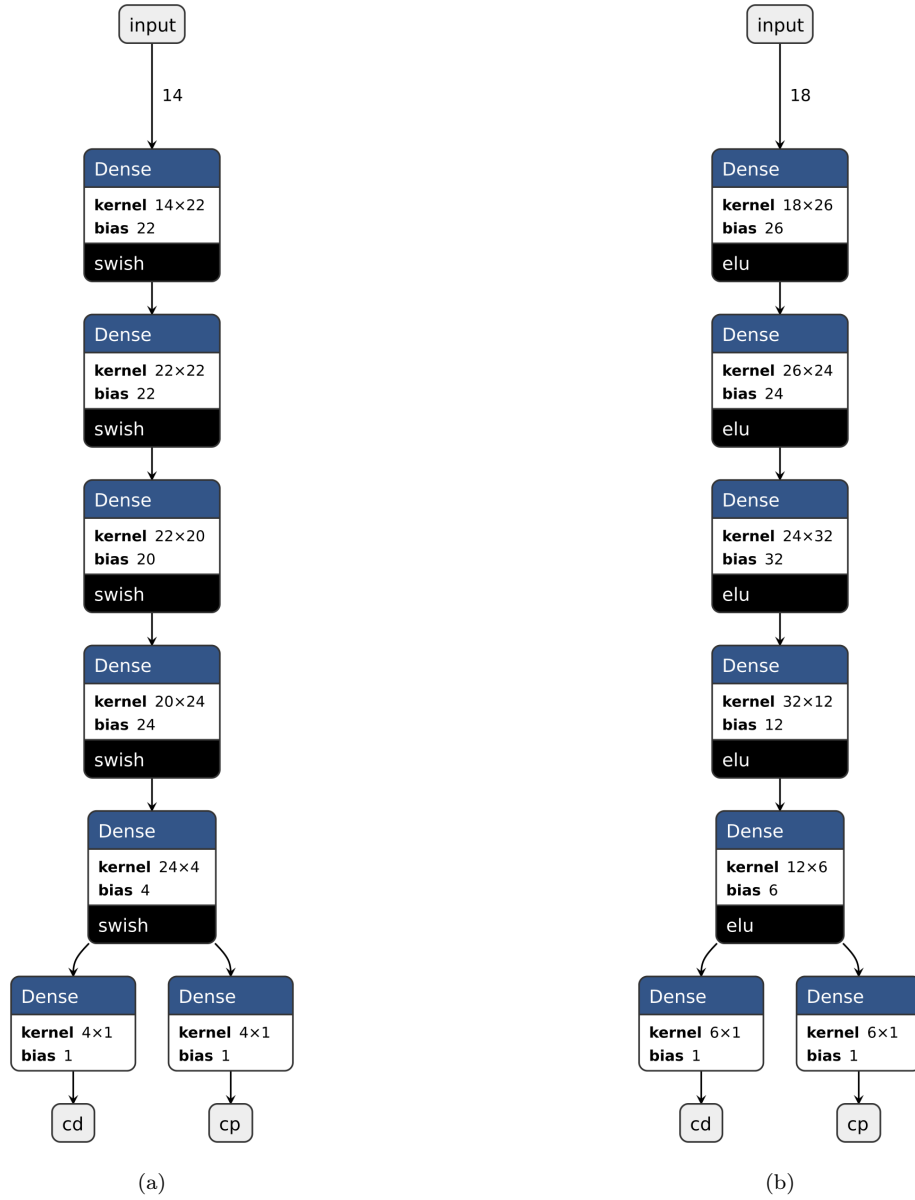 input
14
Dense
kernel 14×22
bias 22
swish
Dense
kernel 22×22
bias 22
swish
Dense
kernel 22×20
bias 20
swish
Dense
kernel 20×24
bias 24
swish
Dense
kernel 24×4
bias 4
swish
Dense
kernel 4×1
bias 1
Dense
kernel 4×1
bias 1
cd
cp
(a)
input
18
Dense
kernel 18×26
bias 26
elu
Dense
kernel 26×24
bias 24
elu
Dense
kernel 24×32
bias 32
elu
Dense
kernel 32×12
bias 12
elu
Dense
kernel 12×6
bias 6
elu
Dense
kernel 6×1
bias 1
Dense
kernel 6×1
bias 1
cd
cp
(b)